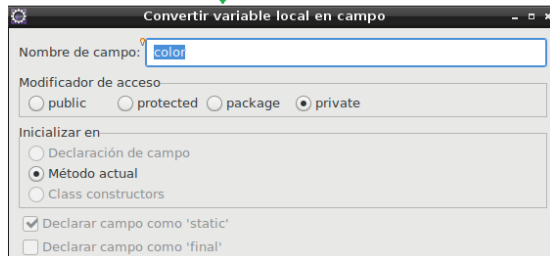 Convertir variable local en campo
Nombre de campo: color
Modificador de acceso
public protected package private
Inicializar en
Declaración de campo
Método actual
Class constructors
Declarar campo como 'static'
Declarar campo como 'final'